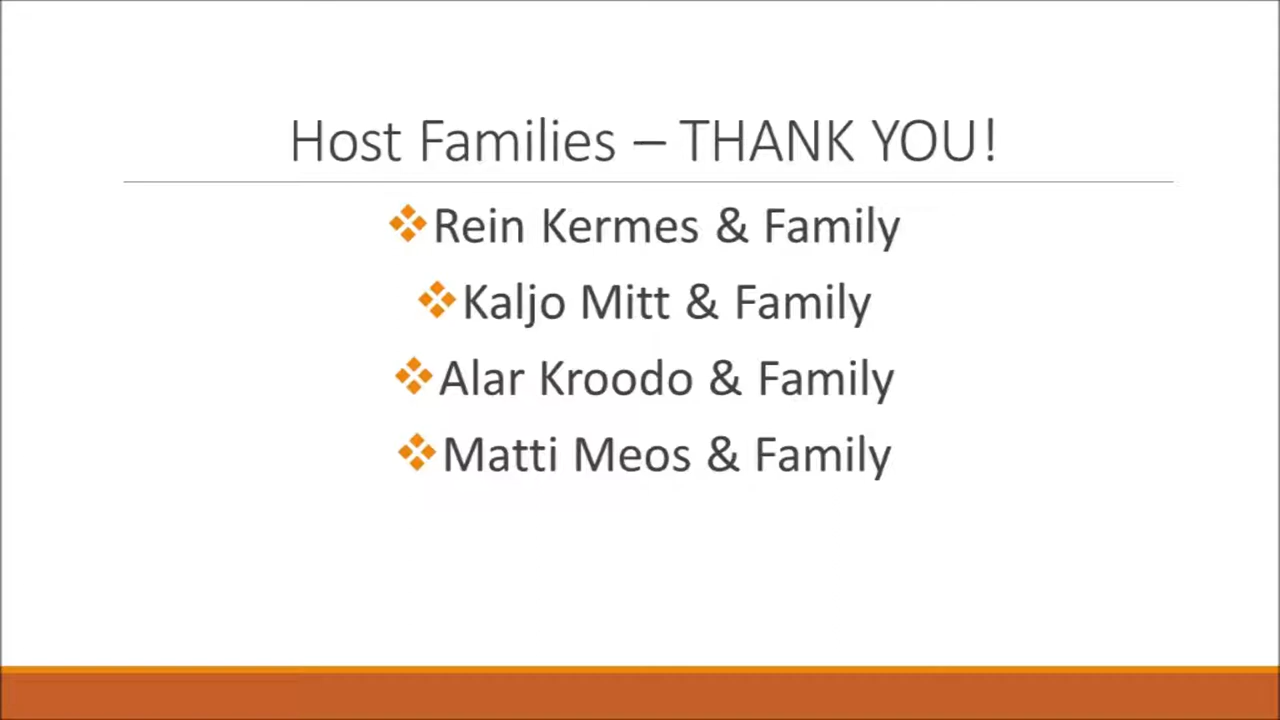 Host Families – THANK YOU!
❖Rein Kermes & Family
❖Kaljo Mitt & Family
❖Alar Kroodo & Family
❖Matti Meos & Family